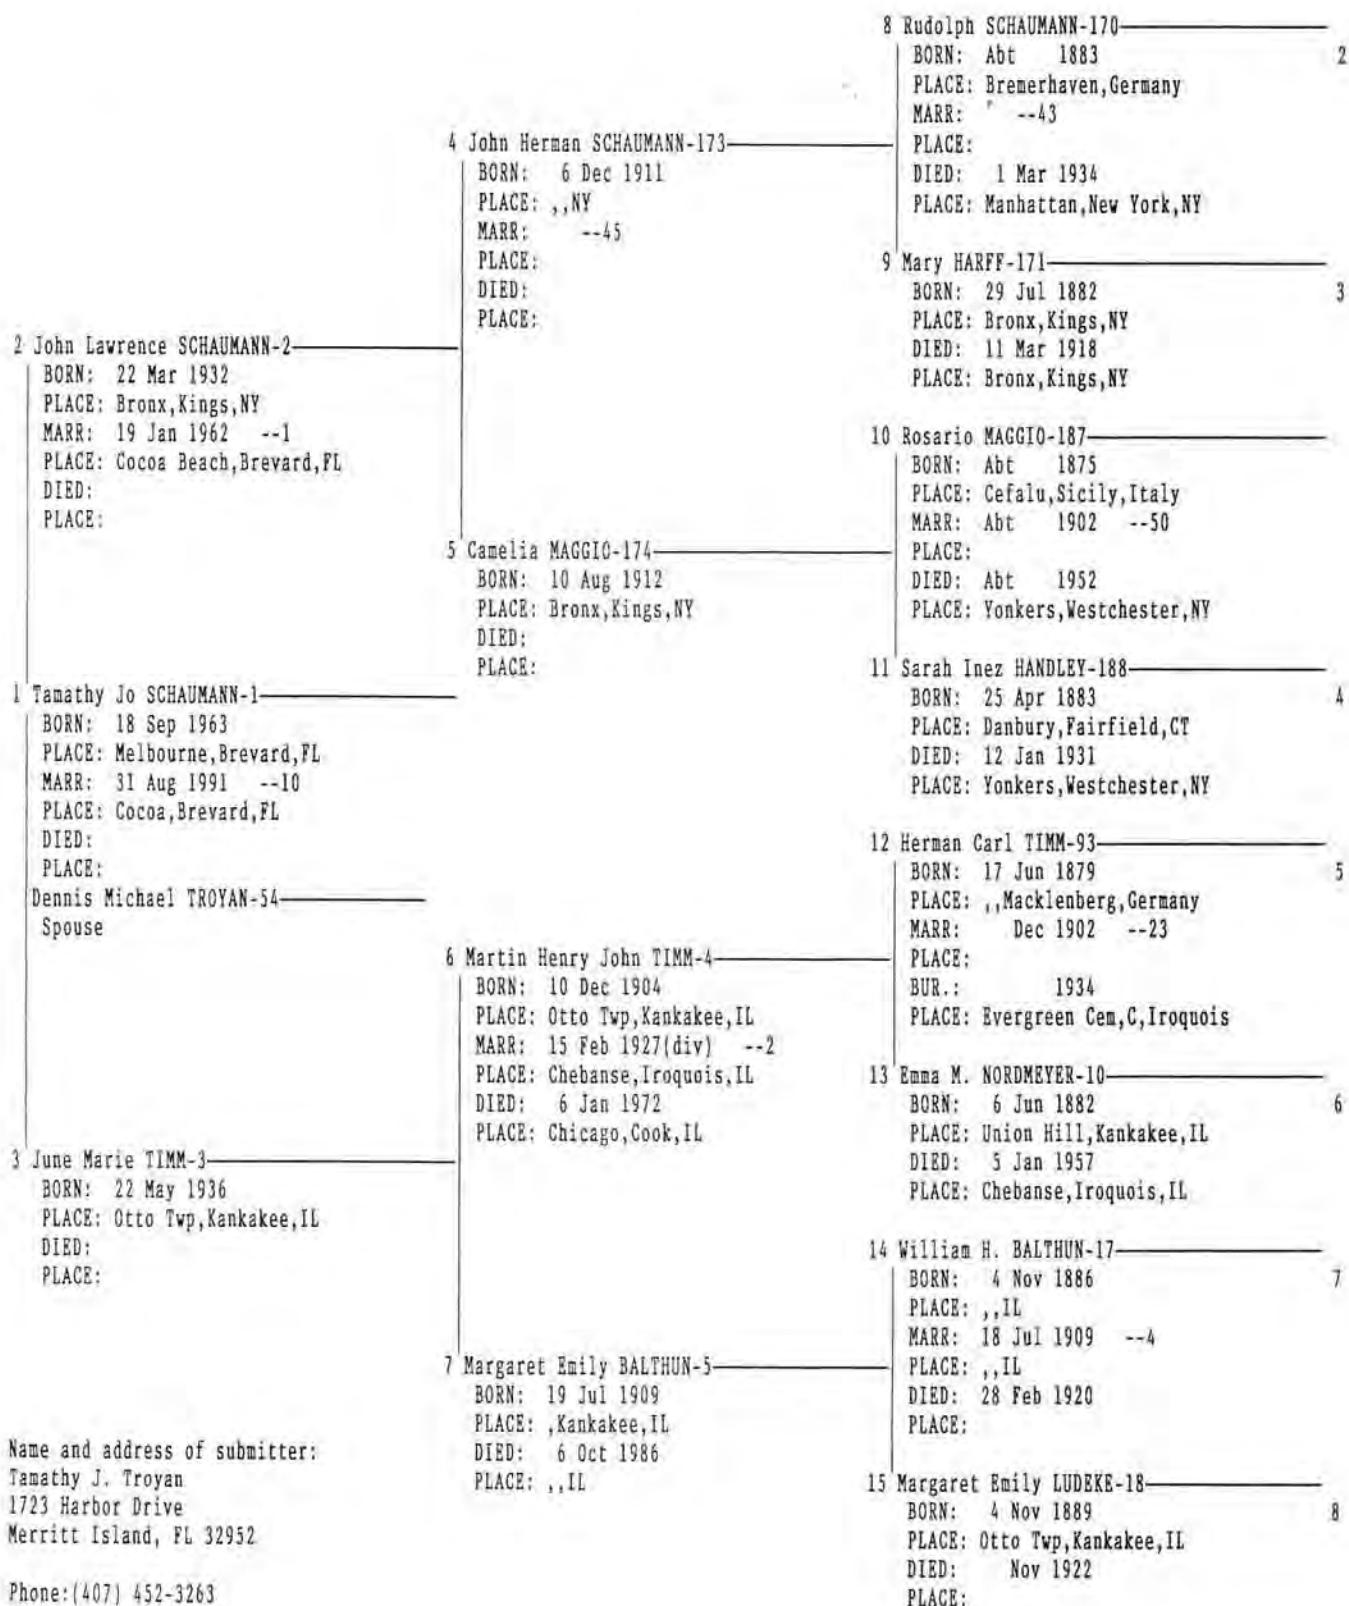 8 Rudolph SCHAUMANN-170
BORN: Abt 1883 2
PLACE: Bremerhaven,Germany
MARR: --43
PLACE:
DIED: 1 Mar 1934
PLACE: Manhattan,New York,NY
4 John Herman SCHAUMANN-173
BORN: 6 Dec 1911
PLACE: ,,NY
MARR: --45
PLACE:
DIED:
PLACE:
9 Mary HARFF-171
BORN: 29 Jul 1882 3
PLACE: Bronx,Kings,NY
DIED: 11 Mar 1918
PLACE: Bronx,Kings,NY
2 John Lawrence SCHAUMANN-2
BORN: 22 Mar 1932
PLACE: Bronx,Kings,NY
MARR: 19 Jan 1962 --1
PLACE: Cocoa Beach,Brevard,FL
DIED:
PLACE:
10 Rosario MAGGIO-187
BORN: Abt 1875
PLACE: Cefalu,Sicily,Italy
MARR: Abt 1902 --50
PLACE:
DIED: Abt 1952
PLACE: Yonkers,Westchester,NY
5 Camelia MAGGIO-174
BORN: 10 Aug 1912
PLACE: Bronx,Kings,NY
DIED:
PLACE:
11 Sarah Inez HANDLEY-188
BORN: 25 Apr 1883 4
PLACE: Danbury,Fairfield,CT
DIED: 12 Jan 1931
PLACE: Yonkers,Westchester,NY
1 Tamathy Jo SCHAUMANN-1
BORN: 18 Sep 1963
PLACE: Melbourne,Brevard,FL
MARR: 31 Aug 1991 --10
PLACE: Cocoa,Brevard,FL
DIED:
PLACE:
Dennis Michael TROYAN-54
Spouse
12 Herman Carl TIMM-93
BORN: 17 Jun 1879 5
PLACE: ,,Macklenberg,Germany
MARR: Dec 1902 --23
PLACE:
BUR.: 1934
PLACE: Evergreen Cem,C,Iroquois
6 Martin Henry John TIMM-4
BORN: 10 Dec 1904
PLACE: Otto Twp,Kankakee,IL
MARR: 15 Feb 1927(div) --2
PLACE: Chebanse,Iroquois,IL
DIED: 6 Jan 1972
PLACE: Chicago,Cook,IL
13 Emma M. NORDMEYER-10
BORN: 6 Jun 1882 6
PLACE: Union Hill,Kankakee,IL
DIED: 5 Jan 1957
PLACE: Chebanse,Iroquois,IL
3 June Marie TIMM-3
BORN: 22 May 1936
PLACE: Otto Twp,Kankakee,IL
DIED:
PLACE:
14 William H. BALTHUN-17
BORN: 4 Nov 1886 7
PLACE: ,,IL
MARR: 18 Jul 1909 --4
PLACE: ,,IL
DIED: 28 Feb 1920
PLACE:
7 Margaret Emily BALTHUN-5
BORN: 19 Jul 1909
PLACE: ,Kankakee,IL
DIED: 6 Oct 1986
PLACE: ,,IL
15 Margaret Emily LUDEKE-18
BORN: 4 Nov 1889 8
PLACE: Otto Twp,Kankakee,IL
DIED: Nov 1922
PLACE:
Name and address of submitter:
Tamathy J. Troyan
1723 Harbor Drive
Merritt Island, FL 32952
Phone:(407) 452-3263